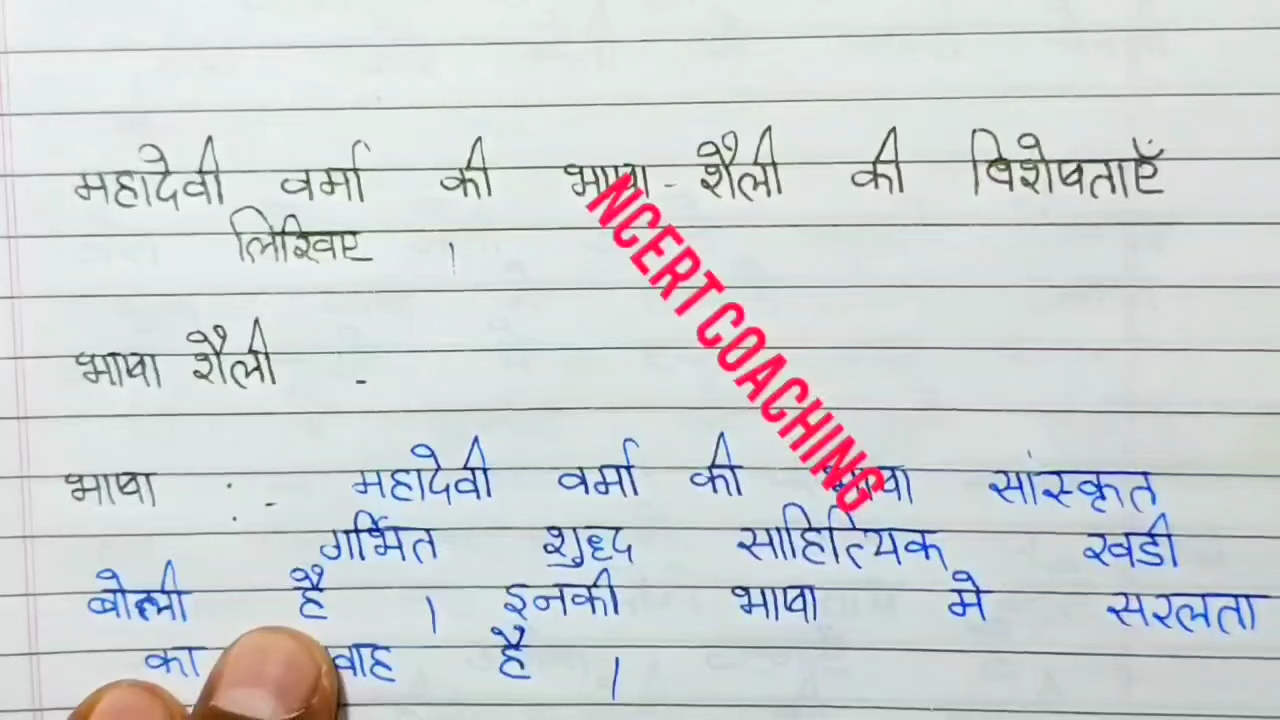 महादेवी वर्मा की भाषा - शैली की विशेषताएँ
लिखिए ।
NCERT COACHING
भाषा शैली -
भाषा :- महादेवी वर्मा की भाषा सांस्कृत
गर्भित शुद्द साहित्यिक खडी
बोली है । इनकी भाषा मे सरलता
का है ।